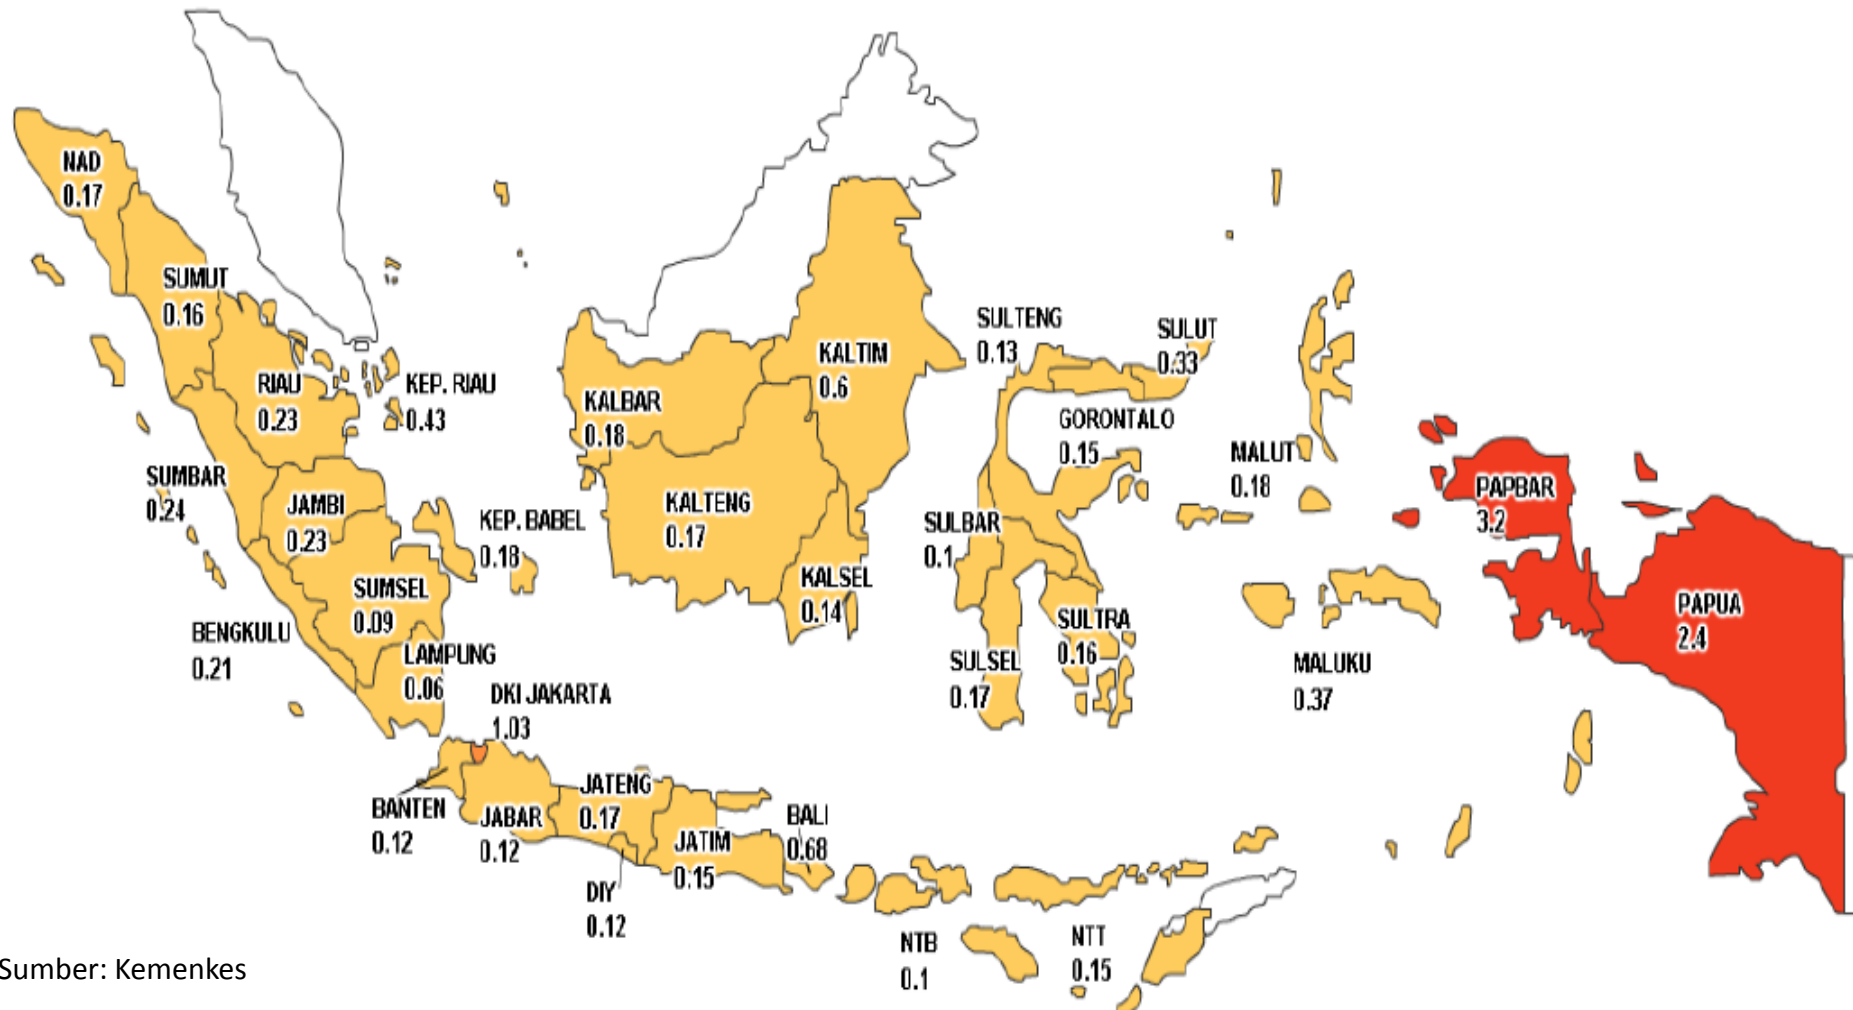 NAD
0.17
SUMUT
0.16
RIAU
0.23
KEP. RIAU
0.43
SUMBAR
0.24
JAMBI
0.23
KEP. BABEL
0.18
SUMSEL
0.09
BENGKULU
0.21
LAMPUNG
0.06
DKI JAKARTA
1.03
BANTEN
0.12
JABAR
0.12
JATENG
0.17
DIY
0.12
JATIM
0.15
BALI
0.68
NTB
0.1
NTT
0.15
KALBAR
0.18
KALTENG
0.17
KALTIM
0.6
KALSEL
0.14
SULTENG
0.13
SULUT
0.33
GORONTALO
0.15
SULBAR
0.1
SULSEL
0.17
SULTRA
0.16
MALUT
0.18
MALUKU
0.37
PAPBAR
3.2
PAPUA
2.4
Sumber: Kemenkes